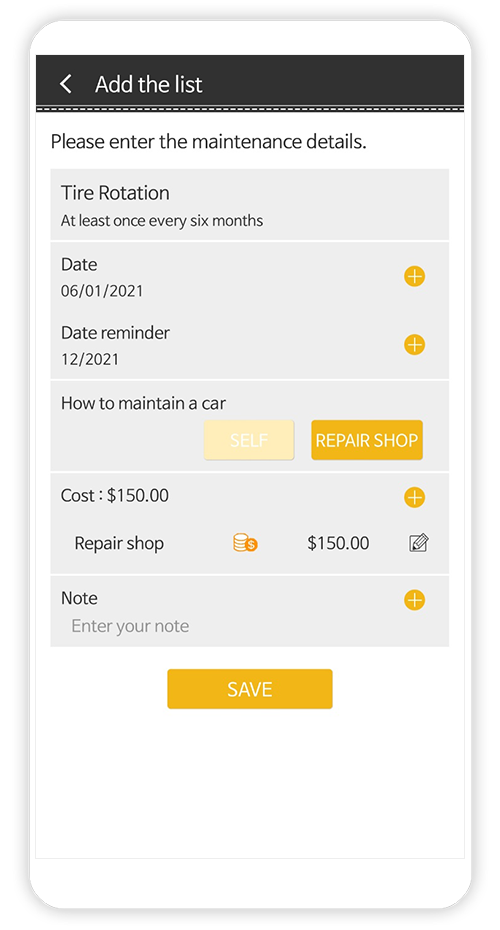 Add the list
Please enter the maintenance details.
Tire Rotation
At least once every six months
Date
06/01/2021
Date reminder
12/2021
How to maintain a car
SELF
REPAIR SHOP
Cost : $150.00
Repair shop $ $150.00
Note
Enter your note
SAVE